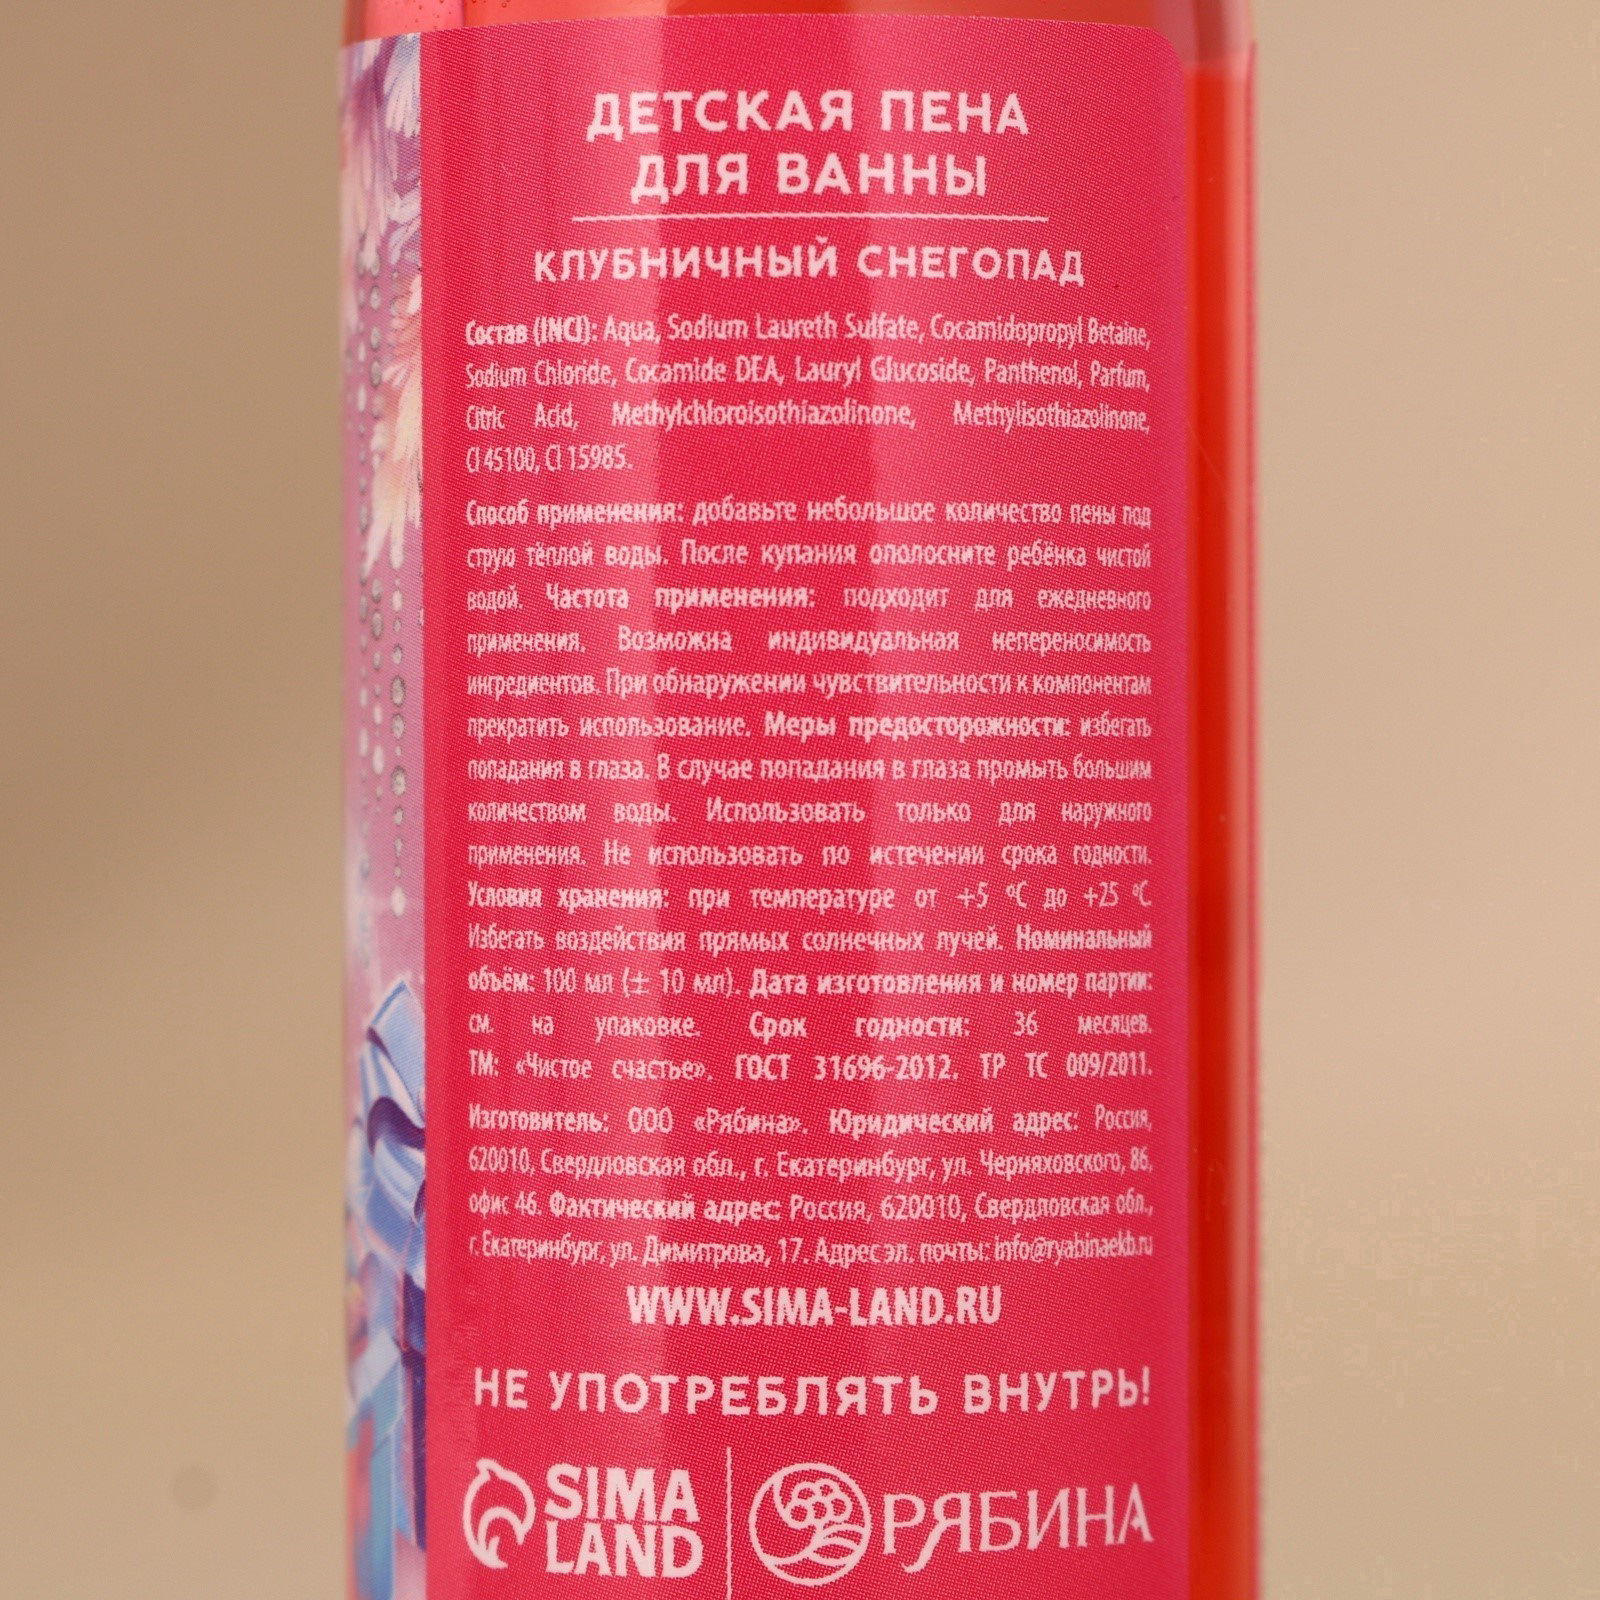 ДЕТСКАЯ ПЕНА
ДЛЯ ВАННЫ
КЛУБНИЧНЫЙ СНЕГОПАД
Состав (INCI): Aqua, Sodium Laureth Sulfate, Cocamidopropyl Betaine,
Sodium Chloride, Cocamide DEA, Lauryl Glucoside, Panthenol, Parfum,
Citric Acid, Methylchloroisothiazolinone, Methylisothiazolinone,
CI 45100, CI 15985.
Способ применения: добавьте небольшое количество пены под
струю тёплой воды. После купания ополосните ребёнка чистой
водой. Частота применения: подходит для ежедневного
применения. Возможна индивидуальная непереносимость
ингредиентов. При обнаружении чувствительности к компонентам
прекратить использование. Меры предосторожности: избегать
попадания в глаза. В случае попадания в глаза промыть большим
количеством воды. Использовать только для наружного
применения. Не использовать по истечении срока годности.
Условия хранения: при температуре от +5 °С до +25 °С.
Избегать воздействия прямых солнечных лучей. Номинальный
объём: 100 мл (± 10 мл). Дата изготовления и номер партии:
см. на упаковке. Срок годности: 36 месяцев.
ТМ: «Чистое счастье». ГОСТ 31696-2012. ТР ТС 009/2011.
Изготовитель: ООО «Рябина». Юридический адрес: Россия,
620010, Свердловская обл., г. Екатеринбург, ул. Черняховского, 86,
офис 46. Фактический адрес: Россия, 620010, Свердловская обл.,
г. Екатеринбург, ул. Димитрова, 17. Адрес эл. почты: info@ryabinaekb.ru
WWW.SIMA-LAND.RU
НЕ УПОТРЕБЛЯТЬ ВНУТРЬ!
SIMA
LAND
РЯБИНА